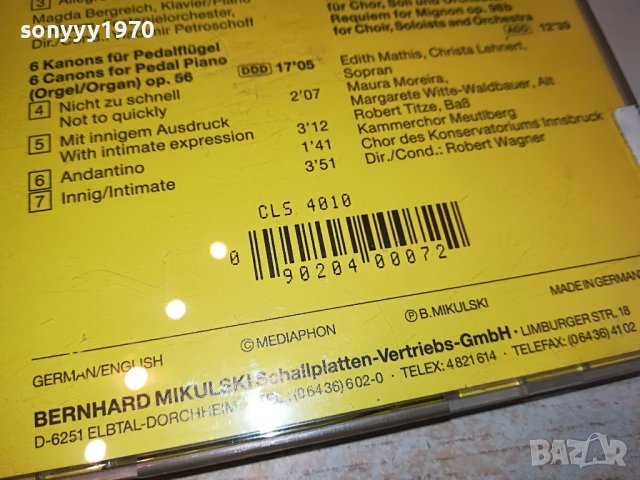 sonyyy1970
3
Magda Bergreich, Klavier/Piano
Petroschoff
6 Kanons für Pedalflügel
6 Canons for Pedal Piano
(Orgel/Organ) op. 56
DDD 17'05
4 Nicht zu schnell
Not to quickly 2'07
5 Mit innigem Ausdruck
With intimate expression 3'12
6 Andantino 1'41
7 Innig/Intimate 3'51
für Chor, Soli und
Requiem for Mignon op. 98b
for Choir, Soloists and Orchestra
ADD 12'39
Edith Mathis, Christa Lehnert,
Sopran
Maura Moreira,
Margarete Witte-Waldbauer, Alt
Robert Titze, Baß
Kammerchor Meutlberg
Chor des Konservatoriums Innsbruck
Dir./Cond.: Robert Wagner
CLS 4010
0 90204 00072
GERMAN/ENGLISH
© MEDIAPHON
Ⓟ B. MIKULSKI
MADE IN GERMANY
BERNHARD MIKULSKI Schallplatten-Vertriebs-GmbH · LIMBURGER STR. 18
D-6251 ELBTAL-DORCHHEIM · TEL.: (06436) 602-0 · TELEX: 4821614 · TELEFAX: (06436) 4102
BAZAR.bg